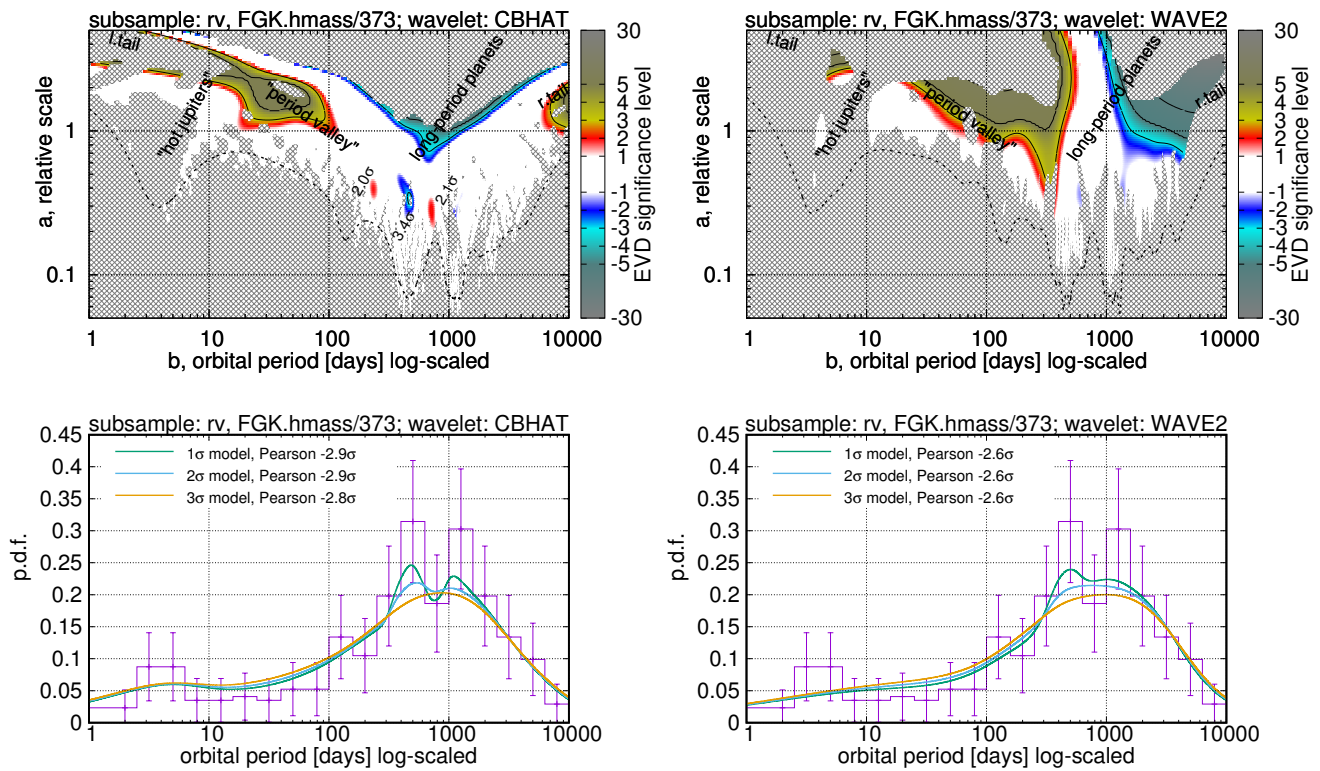 subsample: rv, FGK.hmass/373; wavelet: CBHAT
a, relative scale
1
0.1
l.tail
"hot jupiters"
"period valley"
long-period planets
r.tail
2.0σ
3.4σ
2.1σ
1 10 100 1000 10000
b, orbital period [days] log-scaled
30
5
4
3
2
1
-1
-2
-3
-4
-5
-30
EVD significance level
subsample: rv, FGK.hmass/373; wavelet: WAVE2
a, relative scale
1
0.1
l.tail
"hot jupiters"
"period valley"
long-period planets
r.tail
1 10 100 1000 10000
b, orbital period [days] log-scaled
30
5
4
3
2
1
-1
-2
-3
-4
-5
-30
EVD significance level
subsample: rv, FGK.hmass/373; wavelet: CBHAT
p.d.f.
0.45
0.4
0.35
0.3
0.25
0.2
0.15
0.1
0.05
0
1σ model, Pearson -2.9σ
2σ model, Pearson -2.9σ
3σ model, Pearson -2.8σ
1 10 100 1000 10000
orbital period [days] log-scaled
subsample: rv, FGK.hmass/373; wavelet: WAVE2
p.d.f.
0.45
0.4
0.35
0.3
0.25
0.2
0.15
0.1
0.05
0
1σ model, Pearson -2.6σ
2σ model, Pearson -2.6σ
3σ model, Pearson -2.6σ
1 10 100 1000 10000
orbital period [days] log-scaled